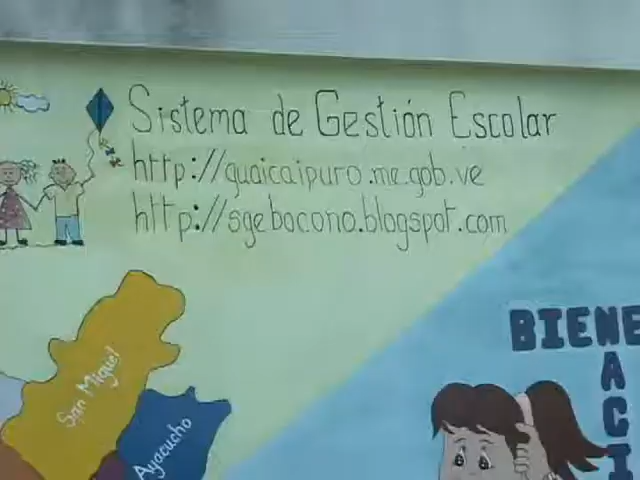 Sistema de Gestión Escolar
http://guaicaipuro.me.gob.ve
http://sgebocono.blogspot.com
BIENE
A
C
I
San Miguel
Ayacucho